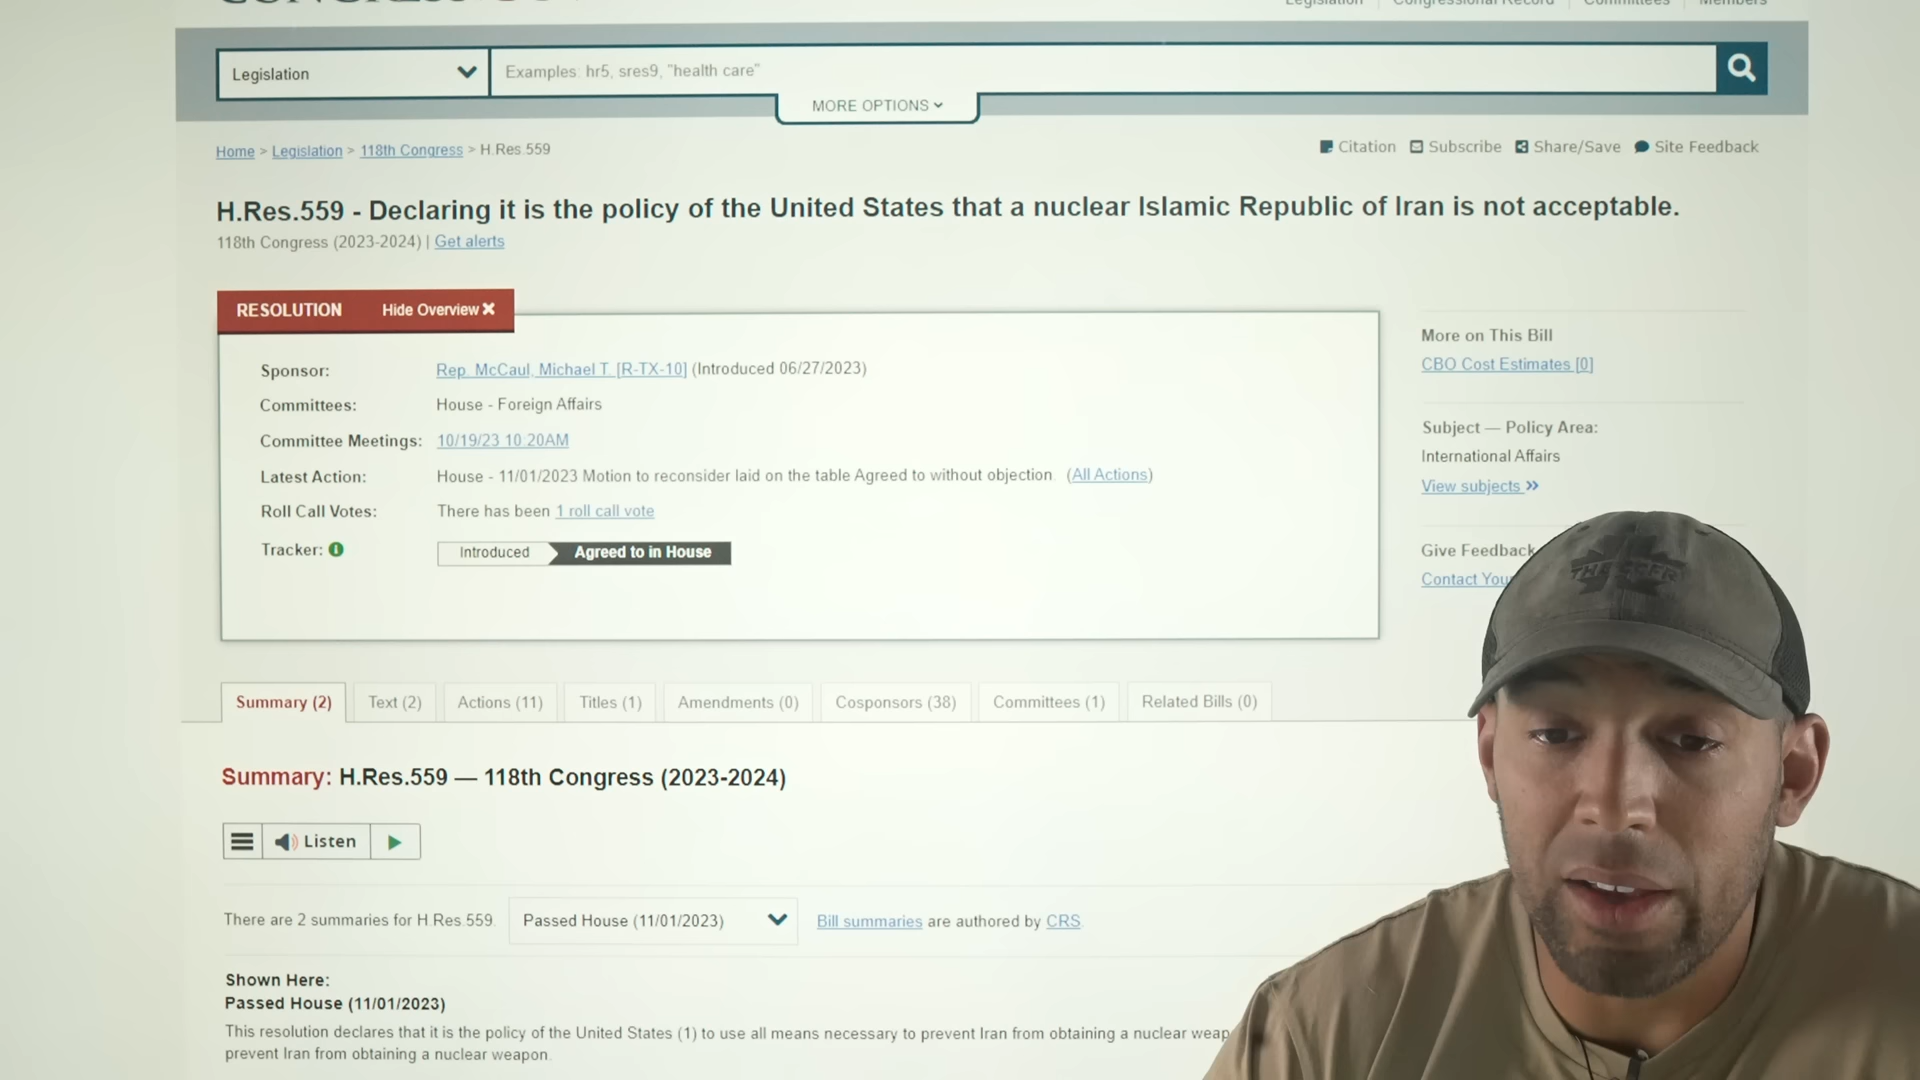 Legislation
Examples: hr5, sres9, "health care"
MORE OPTIONS
Home > Legislation > 118th Congress > H.Res.559
Citation Subscribe Share/Save Site Feedback
H.Res.559 - Declaring it is the policy of the United States that a nuclear Islamic Republic of Iran is not acceptable.
118th Congress (2023-2024) | Get alerts
RESOLUTION Hide Overview
Sponsor: Rep. McCaul, Michael T. [R-TX-10] (Introduced 06/27/2023)
Committees: House - Foreign Affairs
Committee Meetings: 10/19/23 10:20AM
Latest Action: House - 11/01/2023 Motion to reconsider laid on the table Agreed to without objection. (All Actions)
Roll Call Votes: There has been 1 roll call vote
Tracker: Introduced Agreed to in House
More on This Bill
CBO Cost Estimates [0]
Subject — Policy Area:
International Affairs
View subjects »
Give Feedback
Contact You
Summary (2) Text (2) Actions (11) Titles (1) Amendments (0) Cosponsors (38) Committees (1) Related Bills (0)
Summary: H.Res.559 — 118th Congress (2023-2024)
Listen
There are 2 summaries for H.Res.559. Passed House (11/01/2023) Bill summaries are authored by CRS.
Shown Here:
Passed House (11/01/2023)
This resolution declares that it is the policy of the United States (1) to use all means necessary to prevent Iran from obtaining a nuclear weap
prevent Iran from obtaining a nuclear weapon.